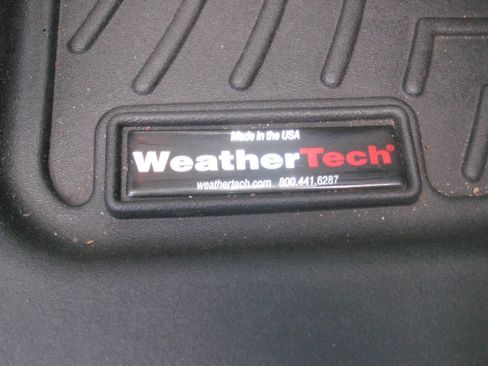 Made in the USA
WeatherTech®
weathertech.com 800.441.6287